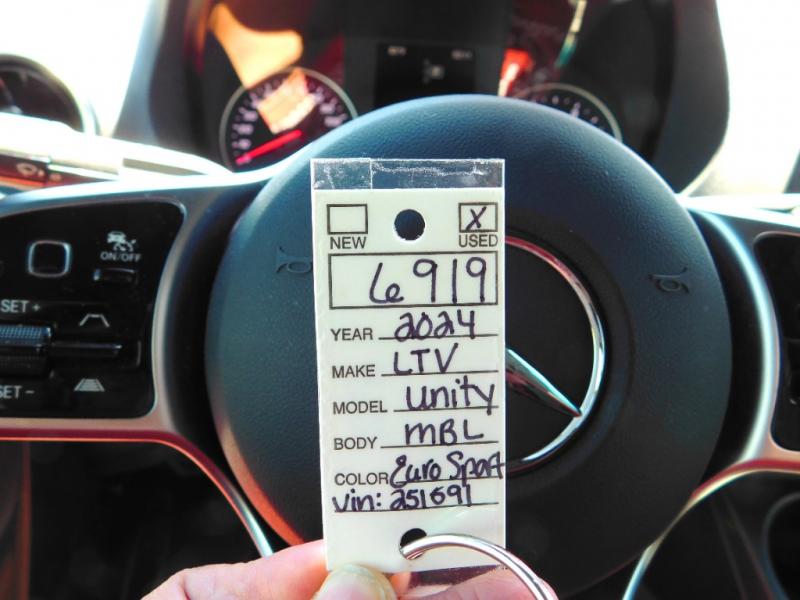 NEW
X
USED
6919
YEAR 2024
MAKE LTV
MODEL Unity
BODY MBL
COLOR Euro Sport
Vin: 251691
ON/OFF
SET +
SET -